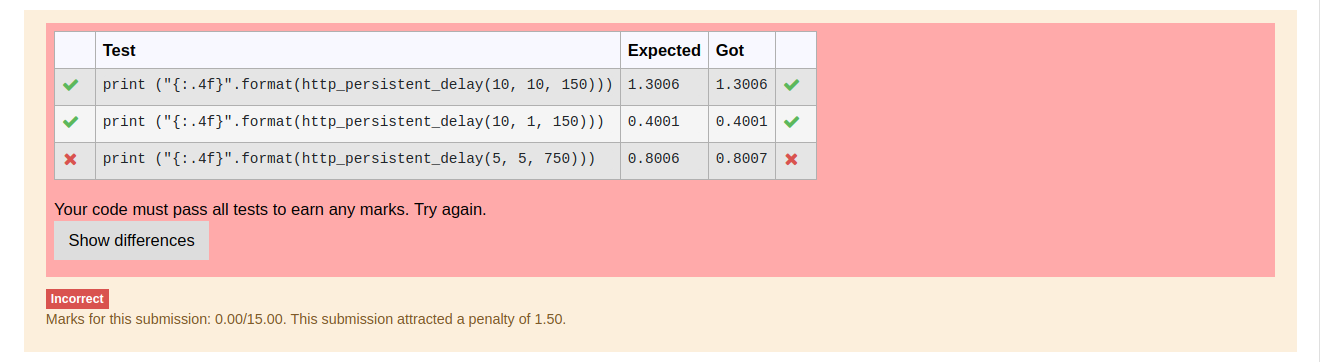 Test Expected Got
print ("{:.4f}".format(http_persistent_delay(10, 10, 150))) 1.3006 1.3006
print ("{:.4f}".format(http_persistent_delay(10, 1, 150))) 0.4001 0.4001
print ("{:.4f}".format(http_persistent_delay(5, 5, 750))) 0.8006 0.8007
Your code must pass all tests to earn any marks. Try again.
Show differences
Incorrect
Marks for this submission: 0.00/15.00. This submission attracted a penalty of 1.50.